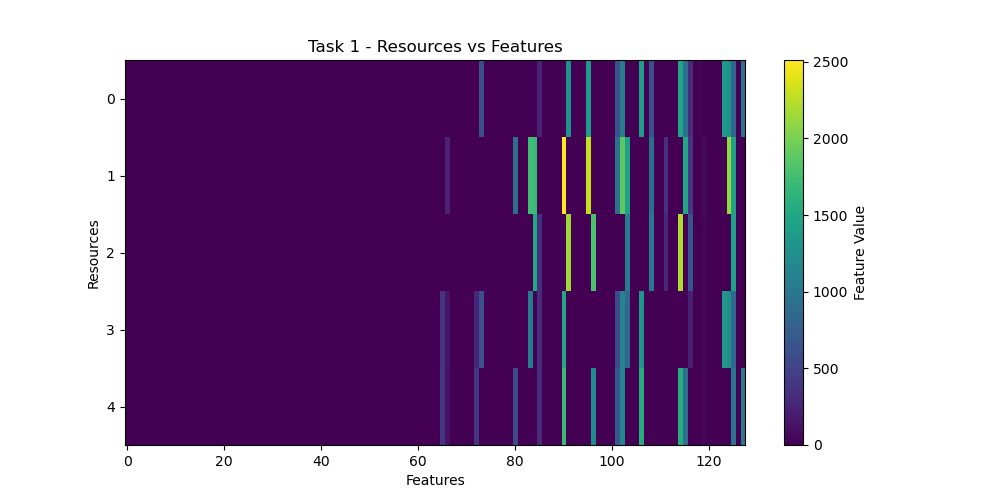 Task 1 - Resources vs Features
Resources
0
1
2
3
4
0 20 40 60 80 100 120
Features
2500
2000
1500
1000
500
0
Feature Value